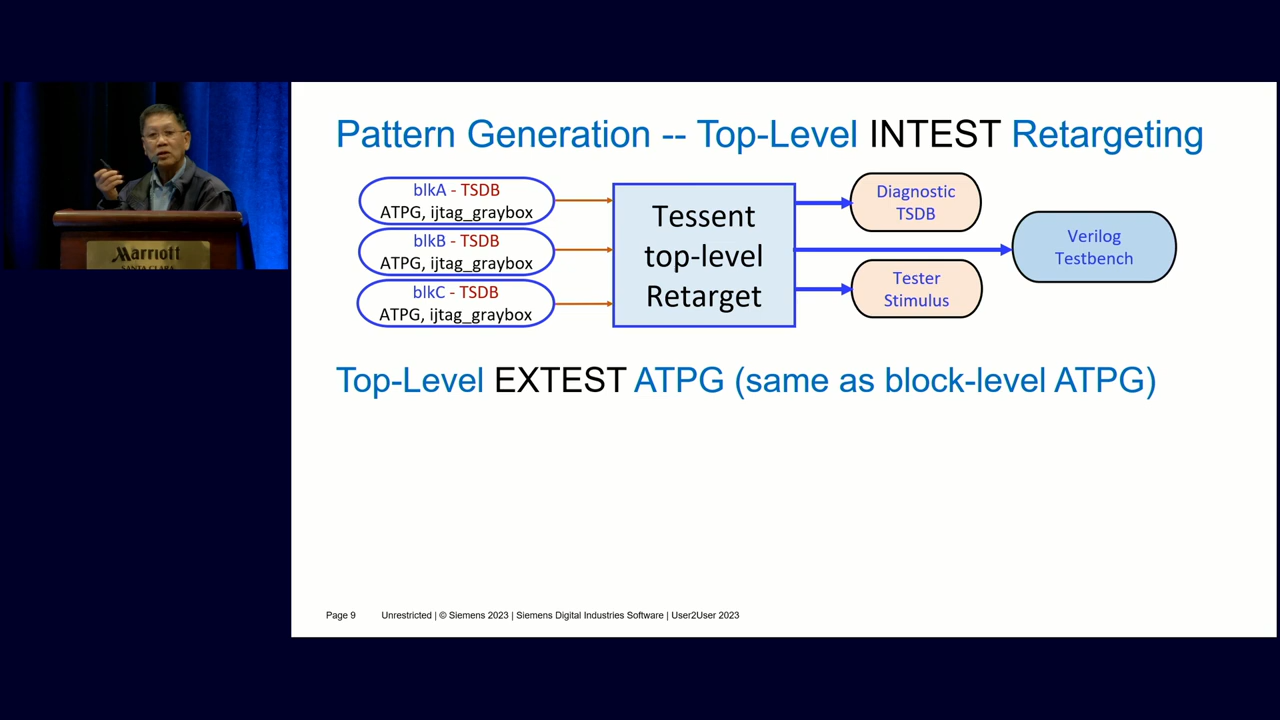 Pattern Generation -- Top-Level INTEST Retargeting
blkA - TSDB
ATPG, ijtag_graybox
blkB - TSDB
ATPG, ijtag_graybox
blkC - TSDB
ATPG, ijtag_graybox
Tessent
top-level
Retarget
Diagnostic
TSDB
Tester
Stimulus
Verilog
Testbench
Top-Level EXTEST ATPG (same as block-level ATPG)
Marriott
SANTA CLARA
Page 9 Unrestricted | © Siemens 2023 | Siemens Digital Industries Software | User2User 2023